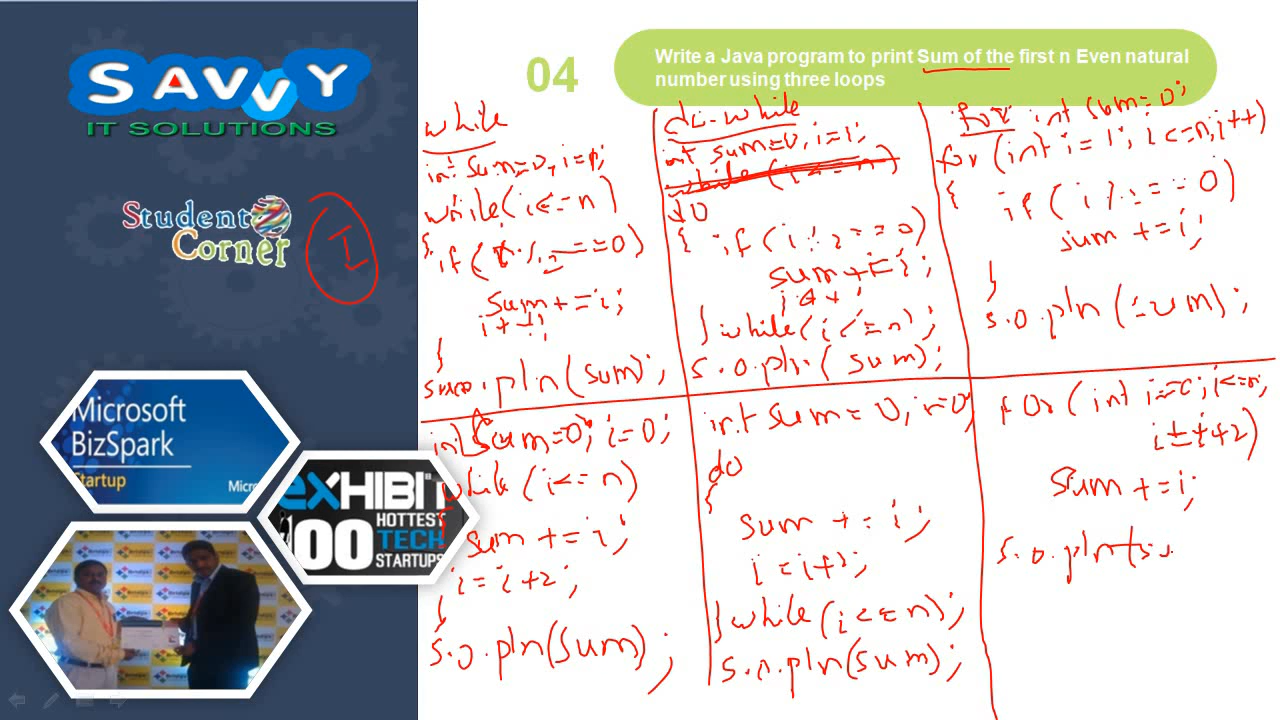 SAVVY
IT SOLUTIONS
Student
Corner
I
Microsoft
BizSpark
Startup
Micros
eXHIBIT
100
HOTTEST
TECH
STARTUPS
04
Write a Java program to print Sum of the first n Even natural
number using three loops
while
int sum=0, i=1;
while(i<=n)
{
if(i%2==0)
sum+=i;
i++;
}
s.o.pln(sum);
do-while
int sum=0, i=1;
while(i<=n)
do
{ if(i%2==0)
sum+=i;
i++;
} while(i<=n);
s.o.pln(sum);
for int sum=0;
for(int i=1; i<=n; i++)
{ if(i%2==0)
sum+=i;
}
s.o.pln(sum);
int sum=0, i=0;
while(i<=n)
{
sum+=i;
i=i+2;
}
s.o.pln(sum);
int sum=0, i=0;
do
{
sum+=i;
i=i+2;
} while(i<=n);
s.o.pln(sum);
for(int i=0; i<=n;
i=i+2)
sum+=i;
s.o.pln(s